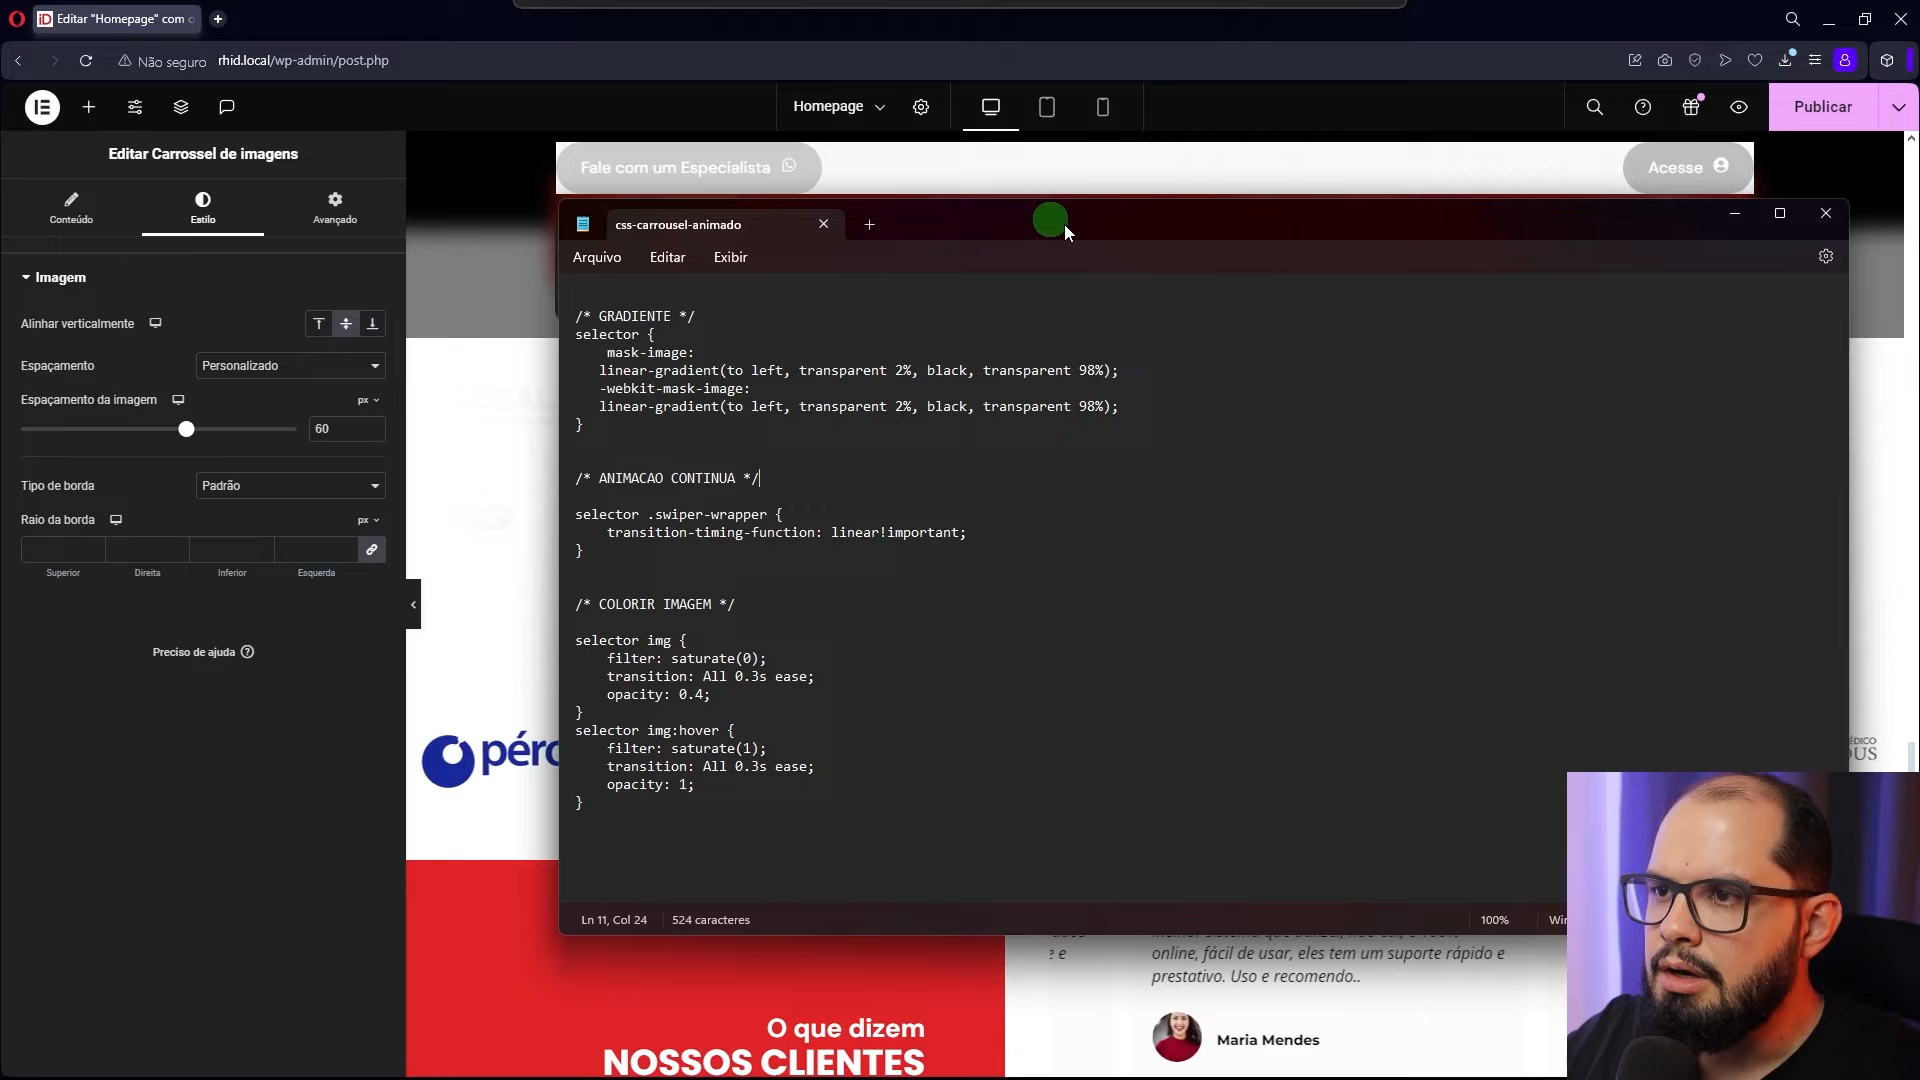 Editar "Homepage" com o
Não seguro
rhid.local/wp-admin/post.php
Homepage
Publicar
Editar Carrossel de imagens
Conteúdo
Estilo
Avançado
Imagem
Alinhar verticalmente
Espaçamento
Personalizado
Espaçamento da imagem
px
60
Tipo de borda
Padrão
Raio da borda
px
Superior
Direita
Inferior
Esquerda
Preciso de ajuda
Fale com um Especialista
Acesse
css-carrousel-animado
Arquivo
Editar
Exibir
/* GRADIENTE */
selector {
mask-image:
linear-gradient(to left, transparent 2%, black, transparent 98%);
-webkit-mask-image:
linear-gradient(to left, transparent 2%, black, transparent 98%);
}
/* ANIMACAO CONTINUA */
selector .swiper-wrapper {
transition-timing-function: linear!important;
}
/* COLORIR IMAGEM */
selector img {
filter: saturate(0);
transition: All 0.3s ease;
opacity: 0.4;
}
selector img:hover {
filter: saturate(1);
transition: All 0.3s ease;
opacity: 1;
}
Ln 11, Col 24
524 caracteres
100%
Win
pérc
ÉDICO
OUS
e e
online, fácil de usar, eles tem um suporte rápido e
prestativo. Uso e recomendo..
Maria Mendes
O que dizem
NOSSOS CLIENTES